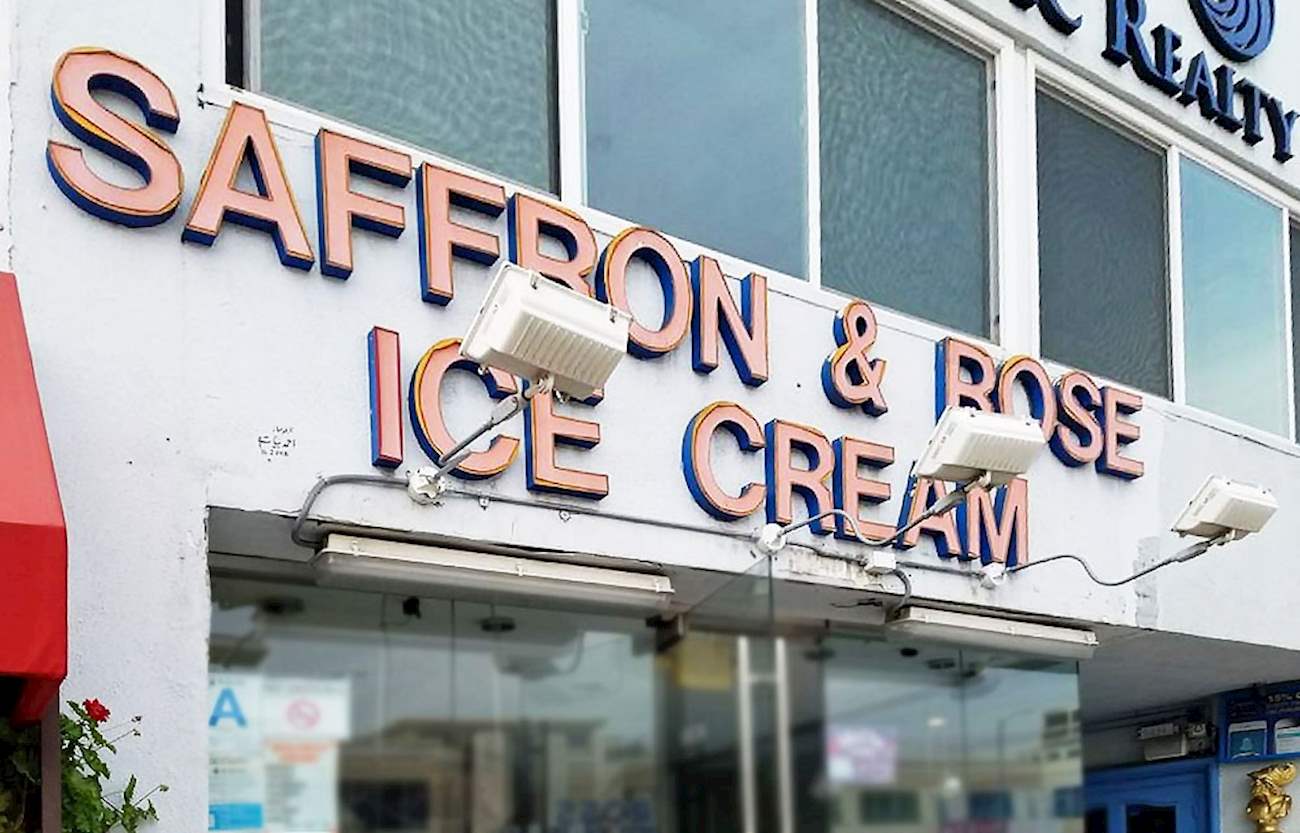 REALTY
SAFFRON & ROSE
ICE CREAM
A